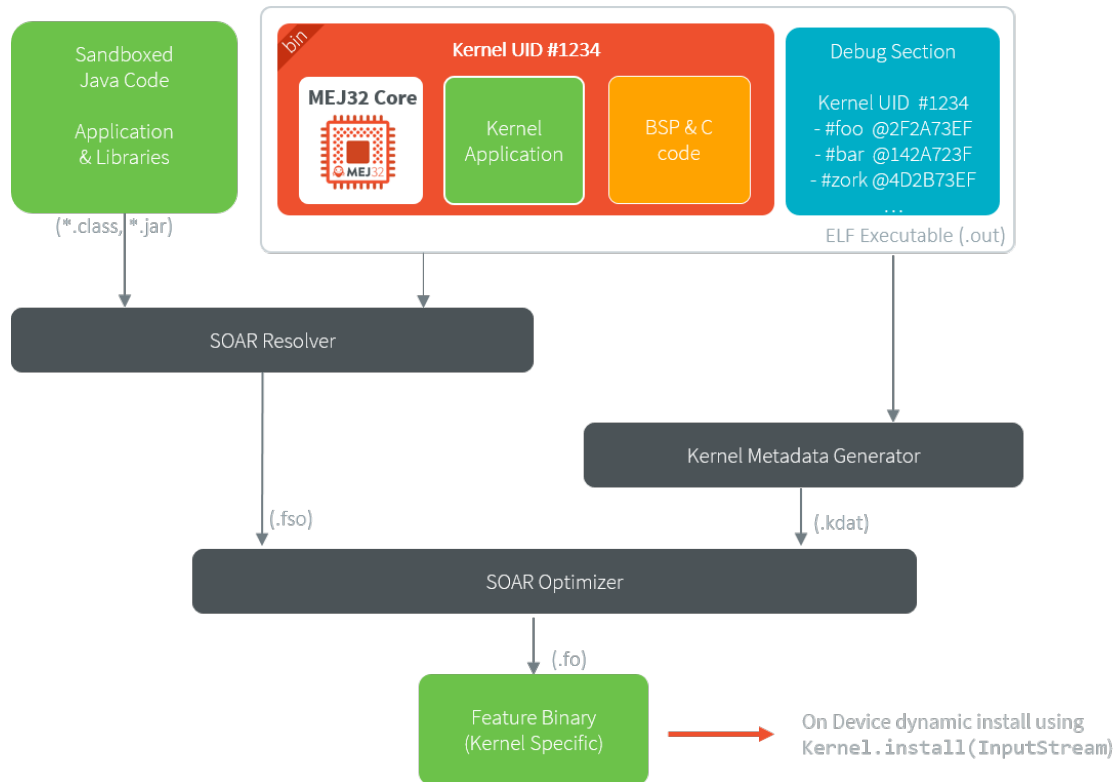 Sandboxed
Java Code
Application
& Libraries
(*.class, *.jar)
bin
Kernel UID #1234
MEJ32 Core
MEJ32
Kernel
Application
BSP & C
code
Debug Section
Kernel UID #1234
- #foo @2F2A73EF
- #bar @142A723F
- #zork @4D2B73EF
...
ELF Executable (.out)
SOAR Resolver
Kernel Metadata Generator
(.fso)
(.kdat)
SOAR Optimizer
(.fo)
Feature Binary
(Kernel Specific)
On Device dynamic install using
Kernel.install(InputStream)